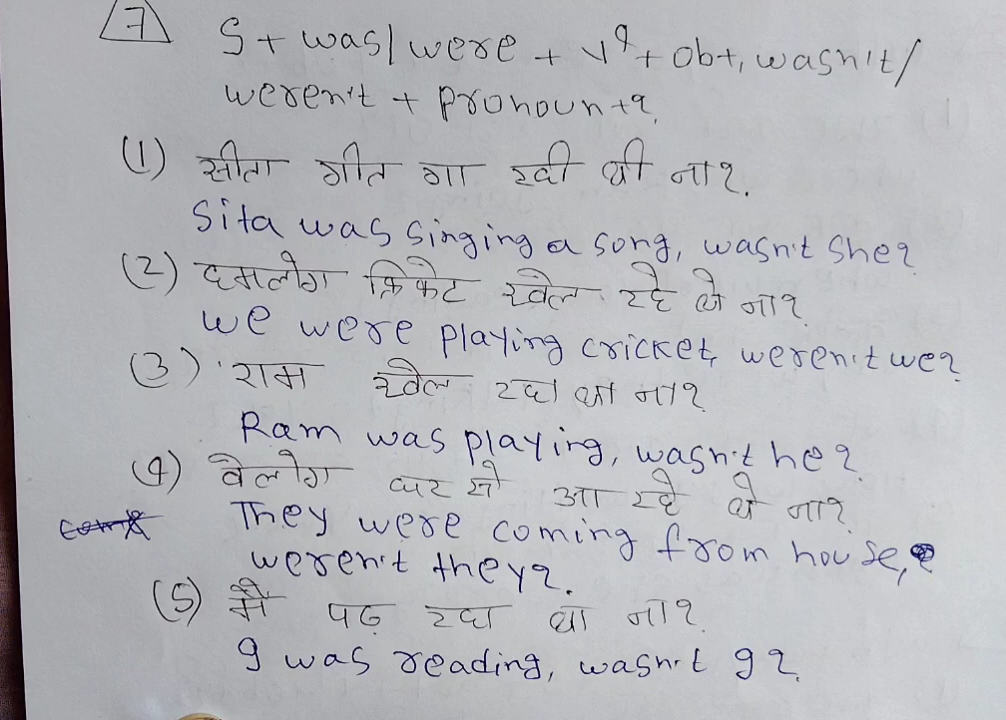 7 S + was/were + V⁴ + obt, wasn't/
weren't + pronoun + ?
(1) सीता गीत गा रही थी ना?
Sita was singing a song, wasn't she?
(2) हमलोग क्रिकेट खेल रहे थे ना?
we were playing cricket, weren't we?
(3) राम खेल रहा था ना?
Ram was playing, wasn't he?
(4) वेलोग घर से आ रहे थे ना?
They were coming from house,
weren't they?
(5) मैं पढ़ रहा था ना?
I was reading, wasn't I?